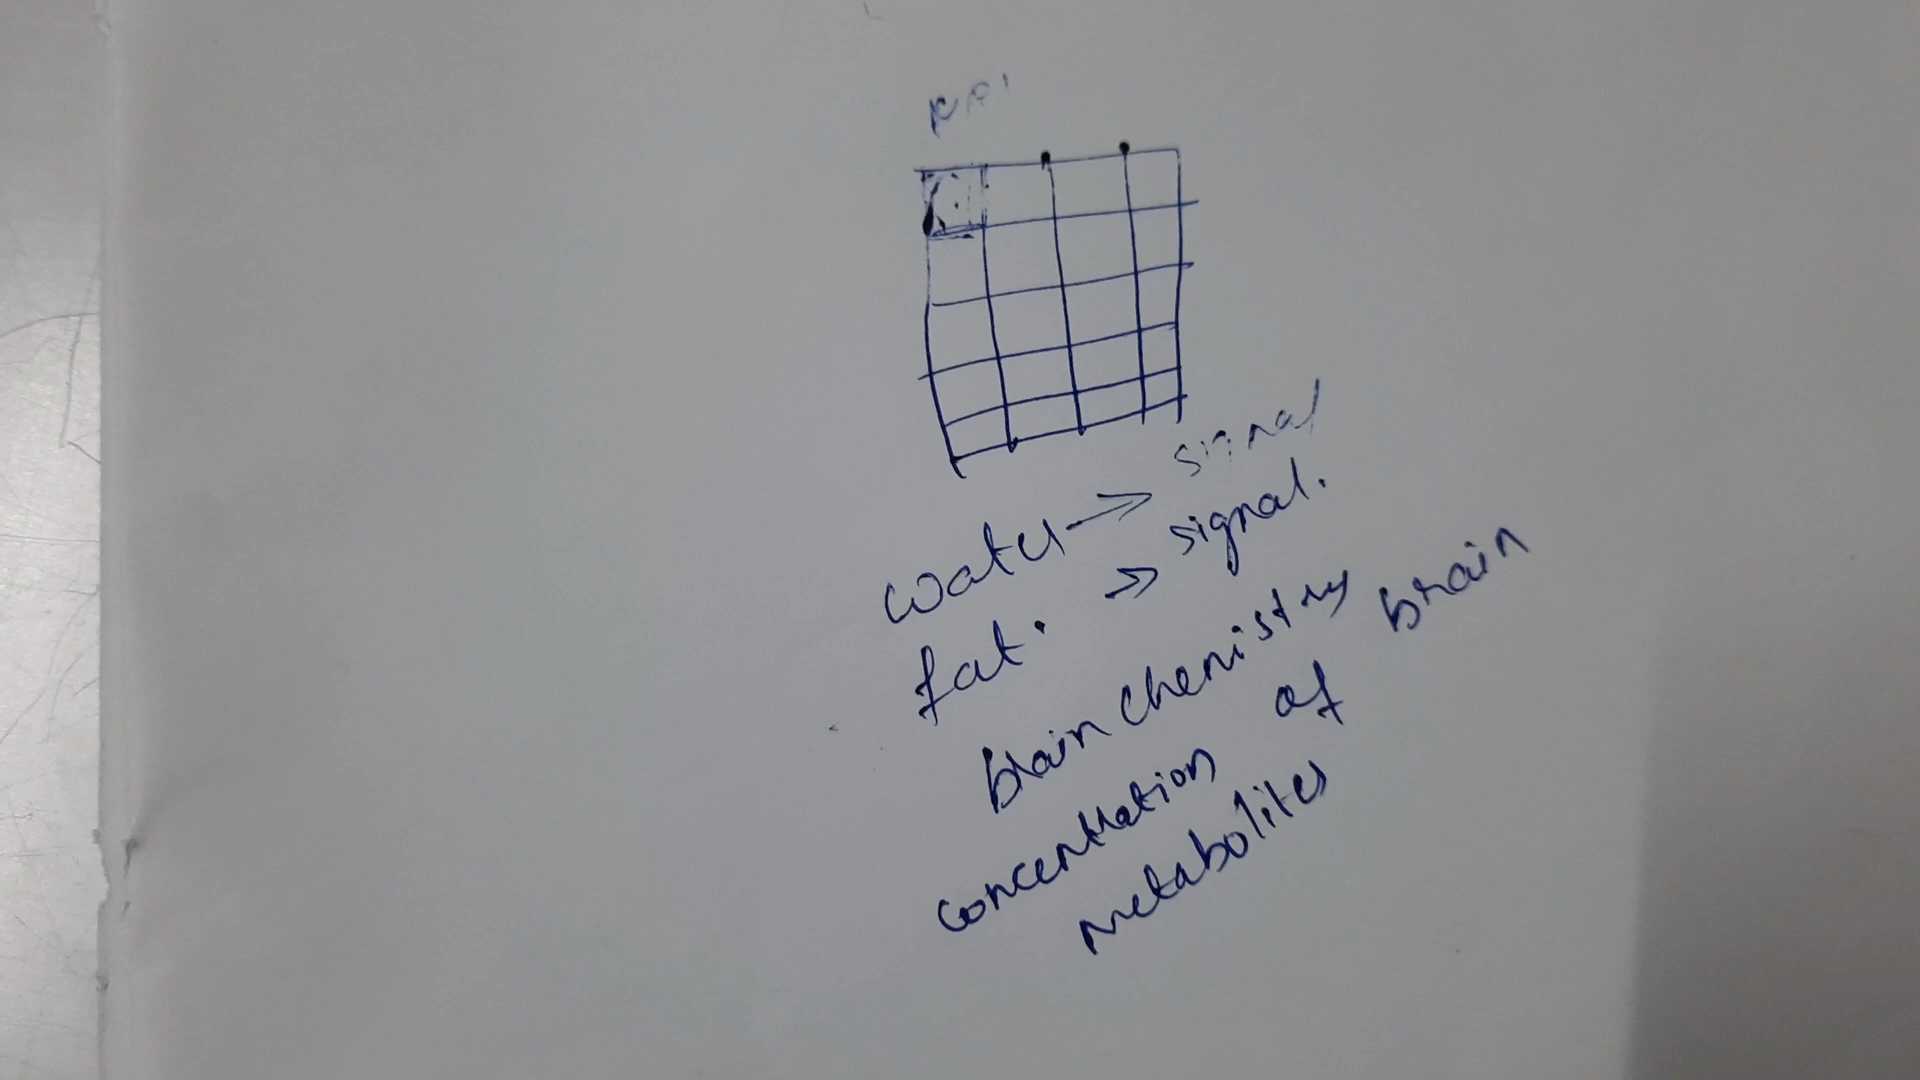 water → signal
fat. → signal.
brain chemistry
concentration of brain
metabolites